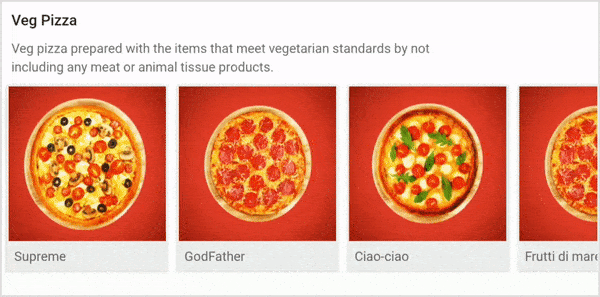 Veg Pizza
Veg pizza prepared with the items that meet vegetarian standards by not
including any meat or animal tissue products.
Supreme
GodFather
Ciao-ciao
Frutti di mare